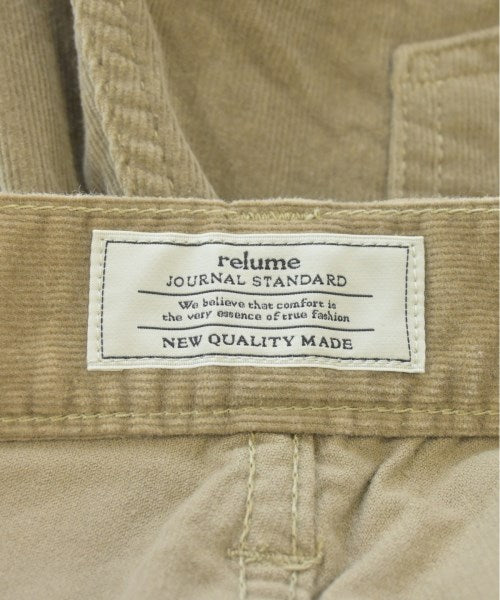 relume
JOURNAL STANDARD
We believe that comfort is
the very essence of true fashion
NEW QUALITY MADE